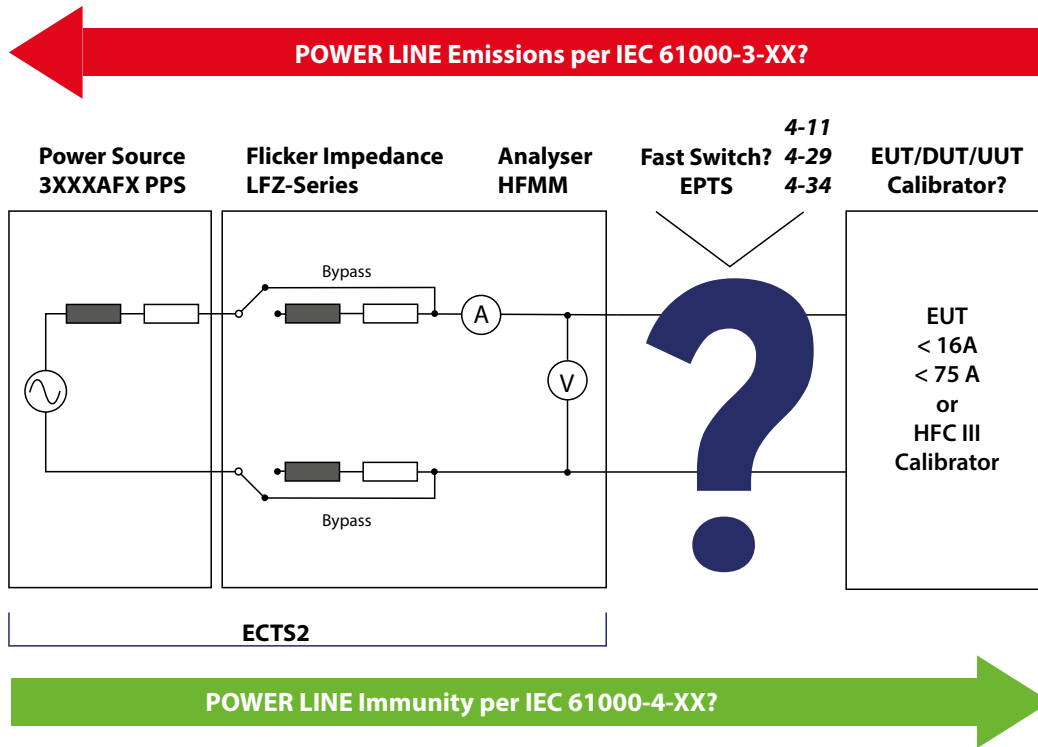 POWER LINE Emissions per IEC 61000-3-XX?
Power Source
3XXXAFX PPS
Flicker Impedance
LFZ-Series
Analyser
HFMM
Fast Switch?
EPTS
4-11
4-29
4-34
EUT/DUT/UUT
Calibrator?
Bypass
A
V
?
Bypass
EUT
< 16A
< 75 A
or
HFC III
Calibrator
ECTS2
POWER LINE Immunity per IEC 61000-4-XX?